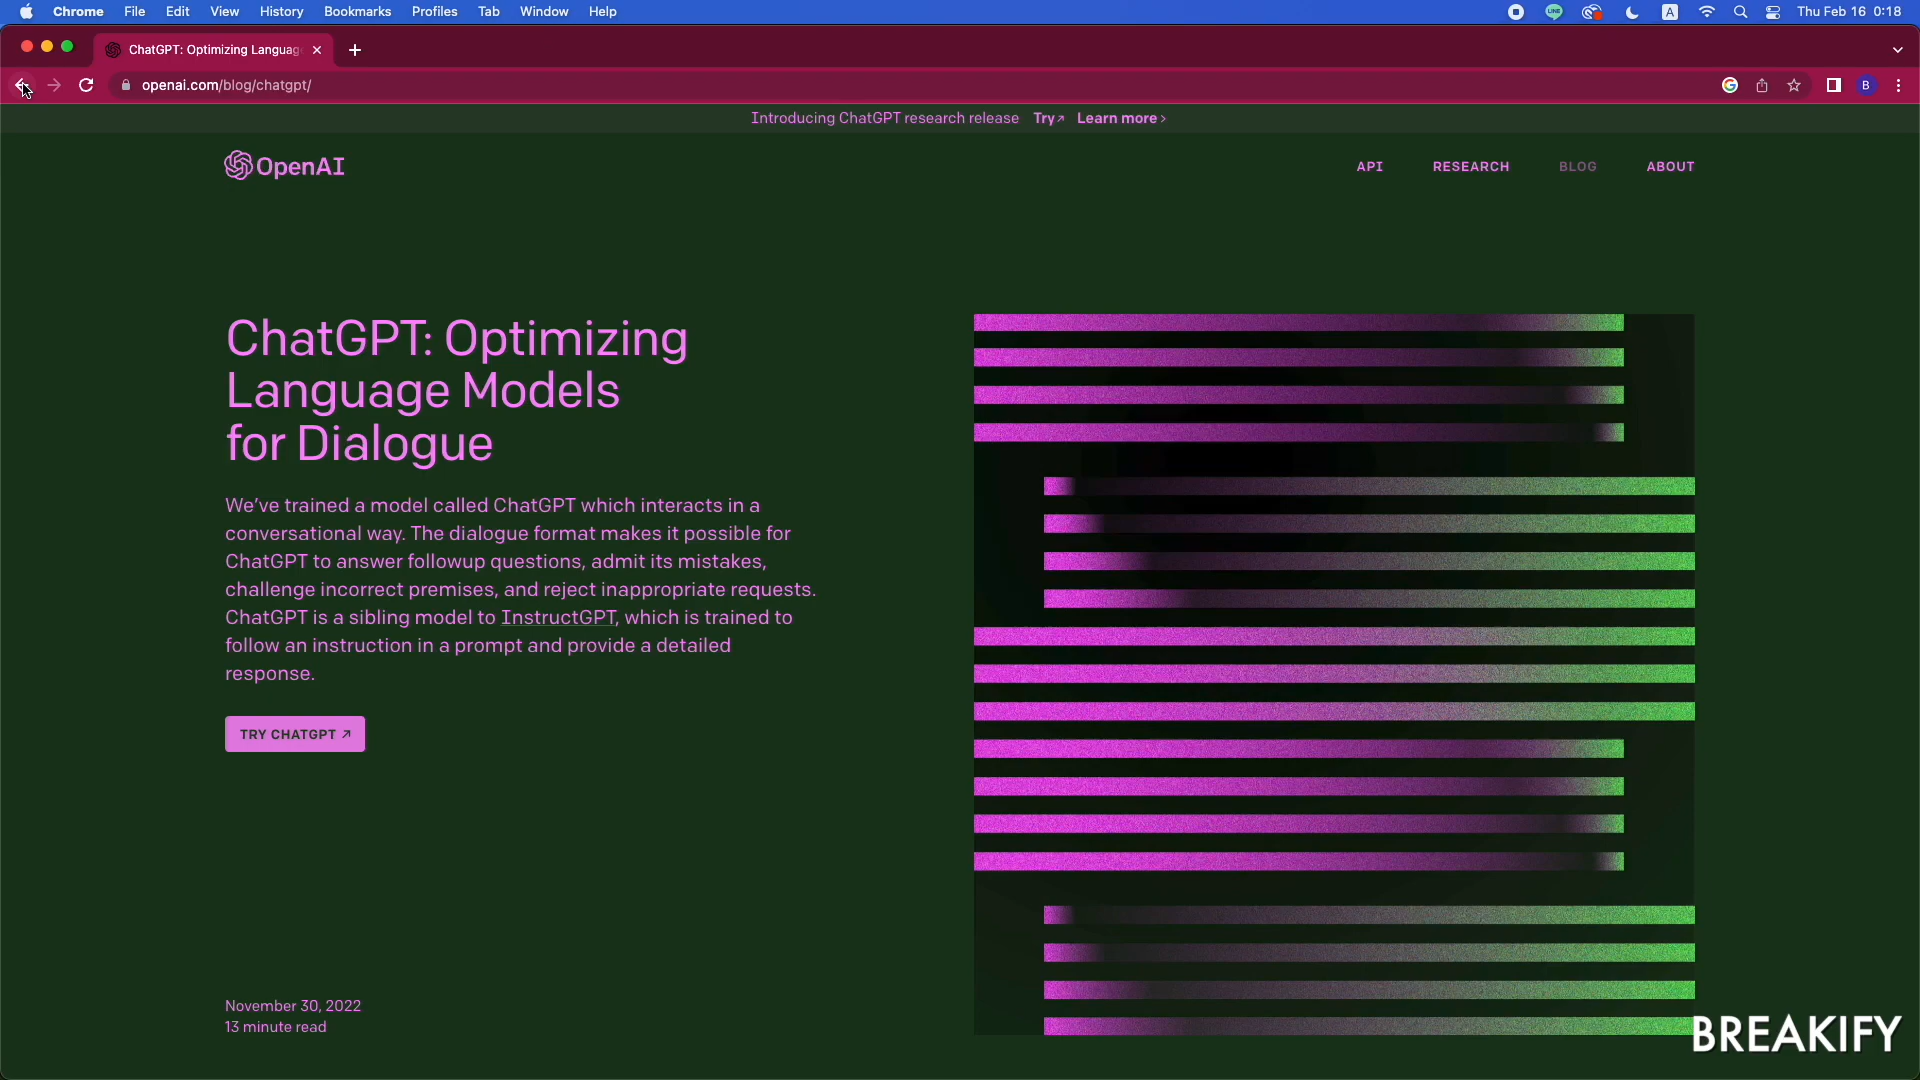 Chrome File Edit View History Bookmarks Profiles Tab Window Help
LINE A Thu Feb 16 0:18
ChatGPT: Optimizing Languag
openai.com/blog/chatgpt/
B
Introducing ChatGPT research release Try↗ Learn more ›
OpenAI
API RESEARCH BLOG ABOUT
ChatGPT: Optimizing
Language Models
for Dialogue
We’ve trained a model called ChatGPT which interacts in a
conversational way. The dialogue format makes it possible for
ChatGPT to answer followup questions, admit its mistakes,
challenge incorrect premises, and reject inappropriate requests.
ChatGPT is a sibling model to InstructGPT, which is trained to
follow an instruction in a prompt and provide a detailed
response.
TRY CHATGPT ↗
November 30, 2022
13 minute read
BREAKIFY